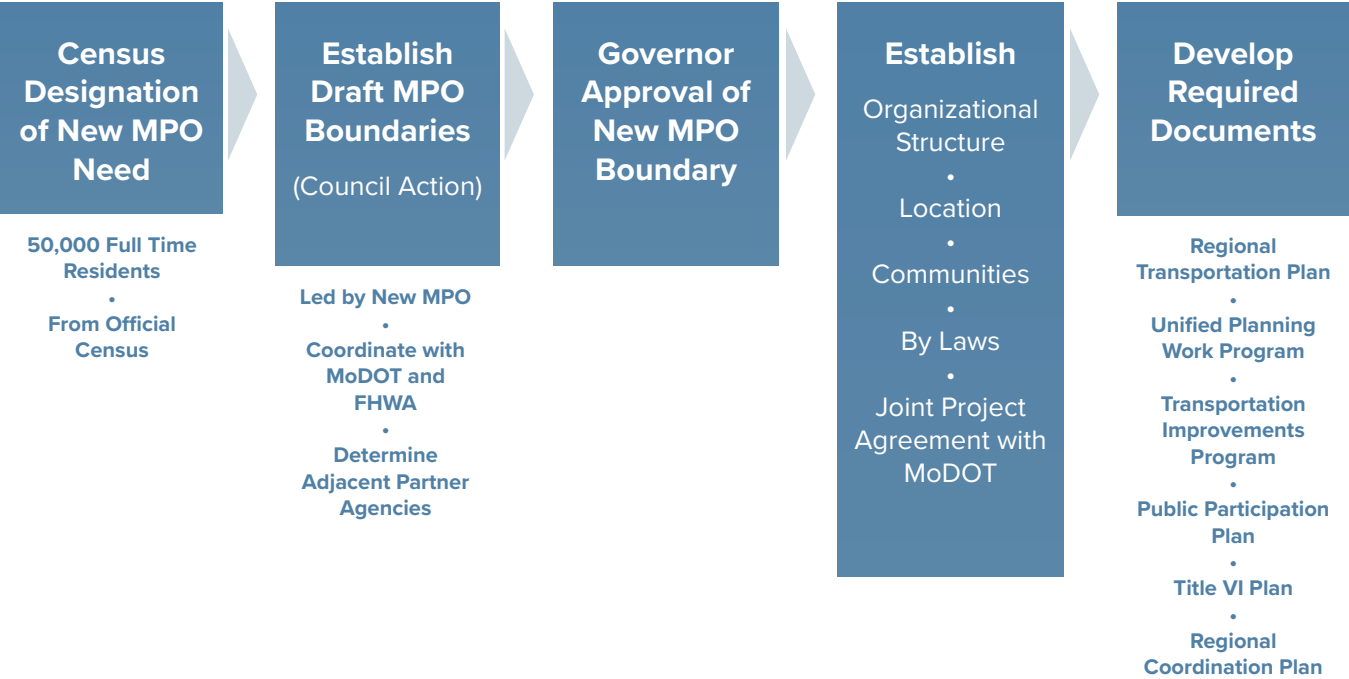 Census
Designation
of New MPO
Need
50,000 Full Time
Residents
•
From Official
Census
Establish
Draft MPO
Boundaries
(Council Action)
Led by New MPO
•
Coordinate with
MoDOT and
FHWA
•
Determine
Adjacent Partner
Agencies
Governor
Approval of
New MPO
Boundary
Establish
Organizational
Structure
•
Location
•
Communities
•
By Laws
•
Joint Project
Agreement with
MoDOT
Develop
Required
Documents
Regional
Transportation Plan
•
Unified Planning
Work Program
•
Transportation
Improvements
Program
•
Public Participation
Plan
•
Title VI Plan
•
Regional
Coordination Plan